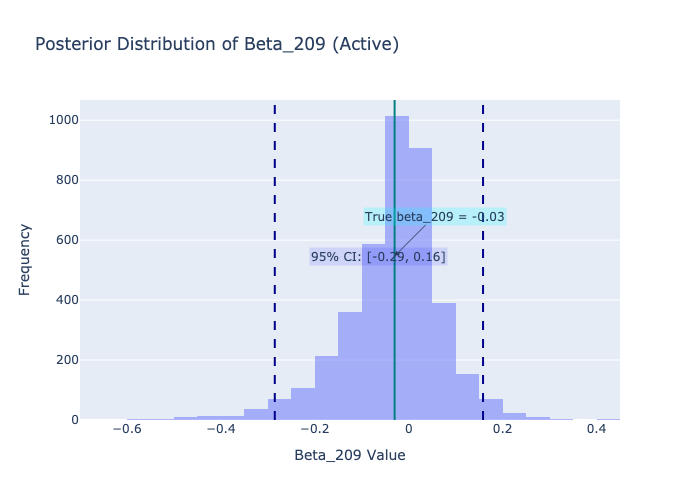 Posterior Distribution of Beta_209 (Active)
1000
800
600
400
200
0
Frequency
True beta_209 = -0.03
95% CI: [-0.29, 0.16]
−0.6
−0.4
−0.2
0
0.2
0.4
Beta_209 Value